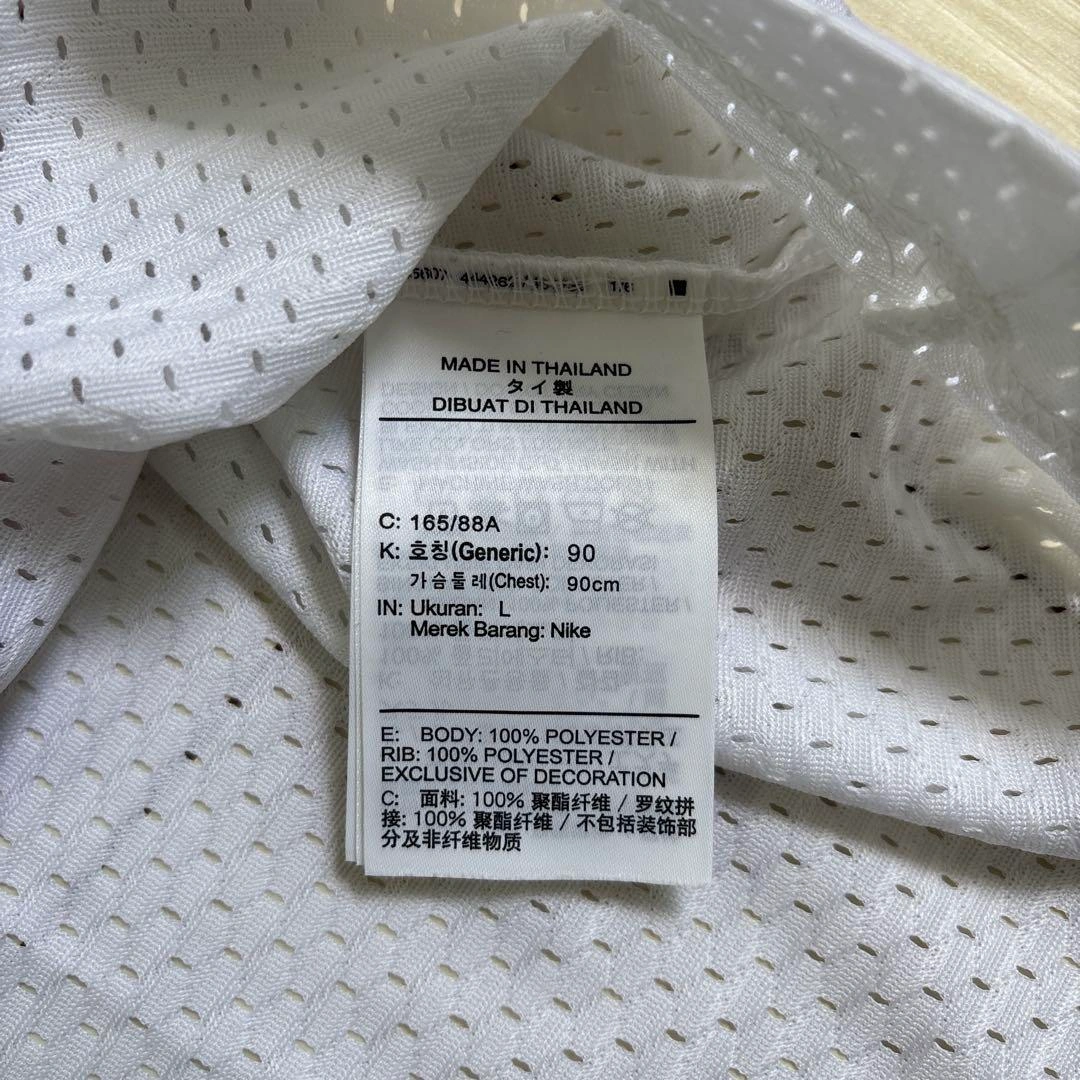 MADE IN THAILAND
タイ製
DIBUAT DI THAILAND
C: 165/88A
K: 호칭(Generic): 90
가슴둘레(Chest): 90cm
IN: Ukuran: L
Merek Barang: Nike
E: BODY: 100% POLYESTER /
RIB: 100% POLYESTER /
EXCLUSIVE OF DECORATION
C: 面料: 100% 聚酯纤维 / 罗纹拼
接: 100% 聚酯纤维 / 不包括装饰部
分及非纤维物质